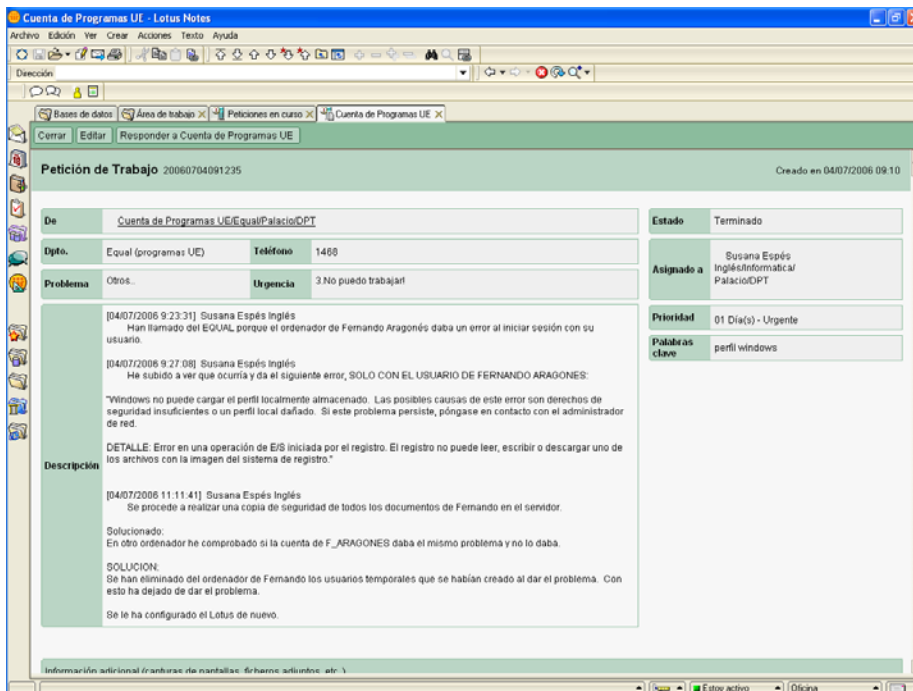 Cuenta de Programas UE - Lotus Notes
Archivo Edición Ver Crear Acciones Texto Ayuda
Dirección
Bases de datos Área de trabajo Peticiones en curso Cuenta de Programas UE
Cerrar Editar Responder a Cuenta de Programas UE
Petición de Trabajo 20060704091235 Creado en 04/07/2006 09:10
De Cuenta de Programas UE/Equal/Palacio/DPT
Estado Terminado
Dpto. Equal (programas UE) Teléfono 1468
Asignado a Susana Espés
Inglés/Informatica/
Palacio/DPT
Problema Otros.. Urgencia 3.No puedo trabajar!
Prioridad 01 Día(s) - Urgente
Palabras
clave perfil windows
Descripción
[04/07/2006 9:23:31] Susana Espés Inglés
Han llamado del EQUAL porque el ordenador de Fernando Aragonés daba un error al iniciar sesión con su
usuario.
[04/07/2006 9:27:08] Susana Espés Inglés
He subido a ver que ocurría y da el siguiente error, SOLO CON EL USUARIO DE FERNANDO ARAGONES:
"Windows no puede cargar el perfil localmente almacenado. Las posibles causas de este error son derechos de
seguridad insuficientes o un perfil local dañado. Si este problema persiste, póngase en contacto con el administrador
de red.
DETALLE: Error en una operación de E/S iniciada por el registro. El registro no puede leer, escribir o descargar uno de
los archivos con la imagen del sistema de registro."
[04/07/2006 11:11:41] Susana Espés Inglés
Se procede a realizar una copia de seguridad de todos los documentos de Fernando en el servidor.
Solucionado:
En otro ordenador he comprobado si la cuenta de F_ARAGONES daba el mismo problema y no lo daba.
SOLUCION:
Se han eliminado del ordenador de Fernando los usuarios temporales que se habían creado al dar el problema. Con
esto ha dejado de dar el problema.
Se le ha configurado el Lotus de nuevo.
Información adicional (capturas de pantallas, ficheros adjuntos, etc.)
Estoy activo Oficina